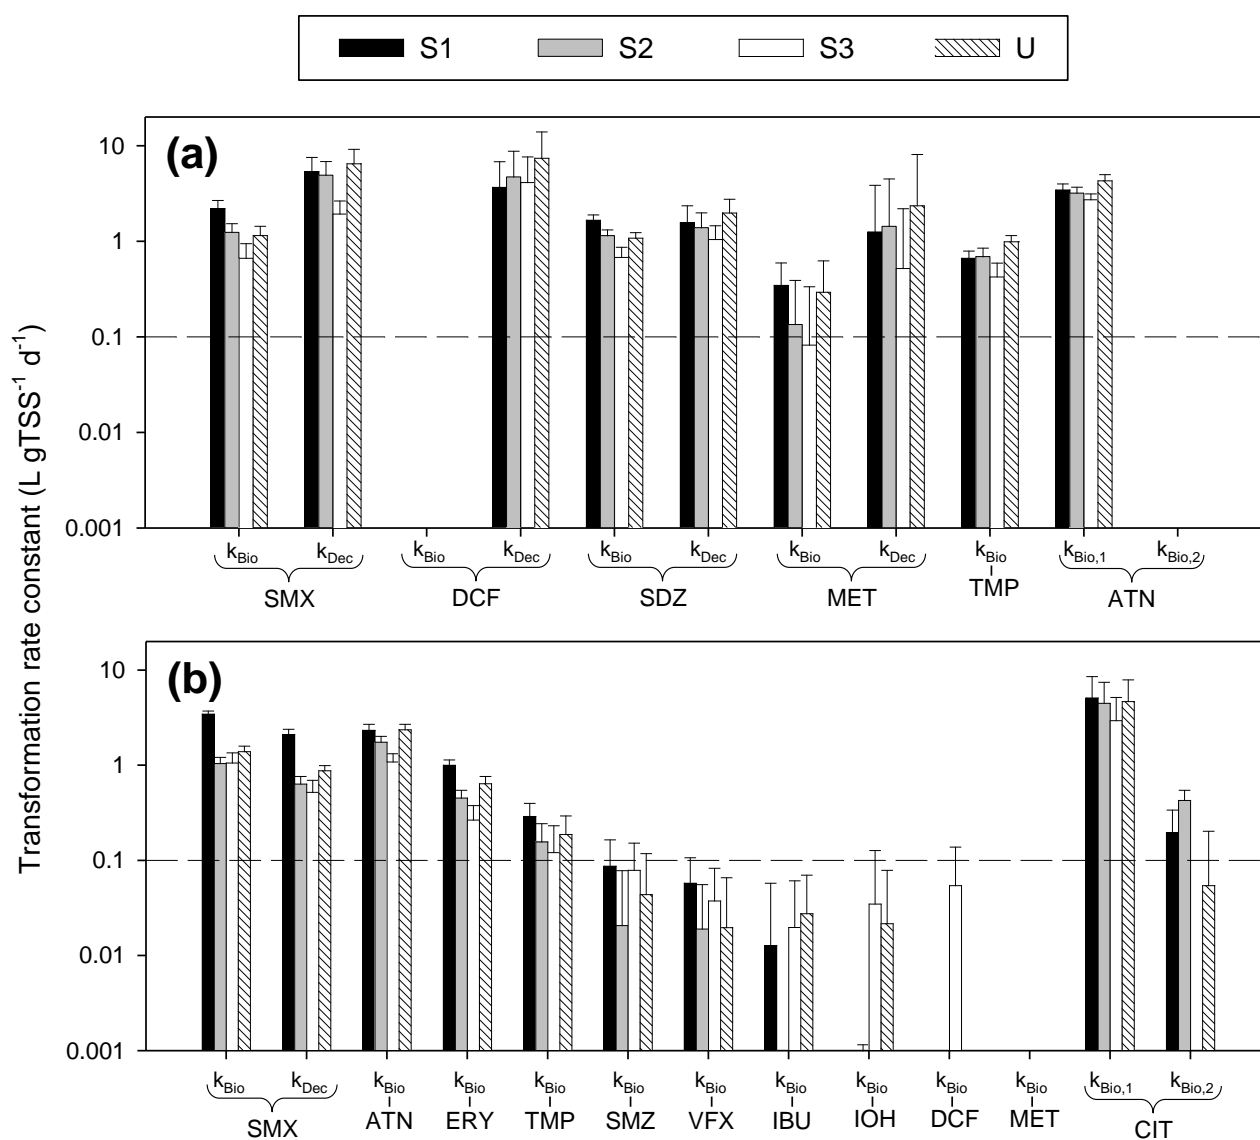 S1 S2 S3 U
Transformation rate constant (L gTSS-1 d-1)
(a)
10
1
0.1
0.01
0.001
kBio kDec kBio kDec kBio kDec kBio kDec kBio kBio,1 kBio,2
SMX DCF SDZ MET TMP ATN
(b)
10
1
0.1
0.01
0.001
kBio kDec kBio kBio kBio kBio kBio kBio kBio kBio kBio kBio,1 kBio,2
SMX ATN ERY TMP SMZ VFX IBU IOH DCF MET CIT